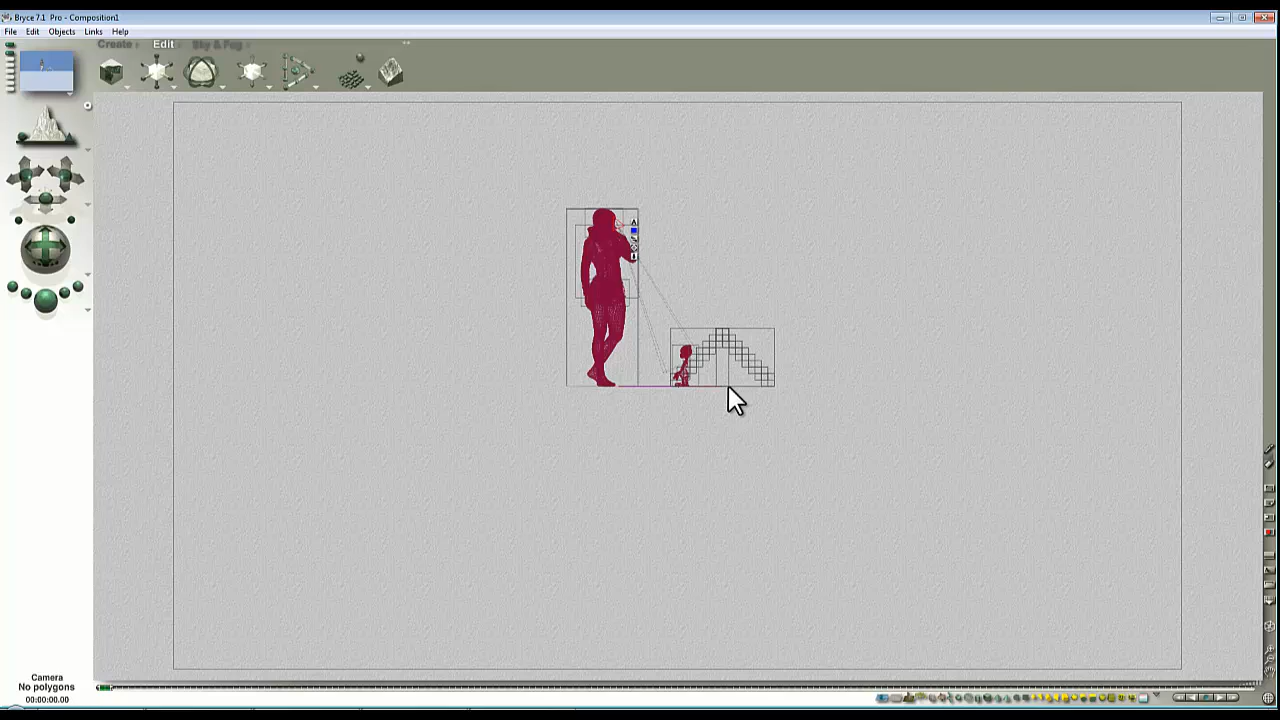 Bryce 7.1 Pro - Composition1
File Edit Objects Links Help
Create Edit Sky & Fog
A
Camera
No polygons
00:00:00.00